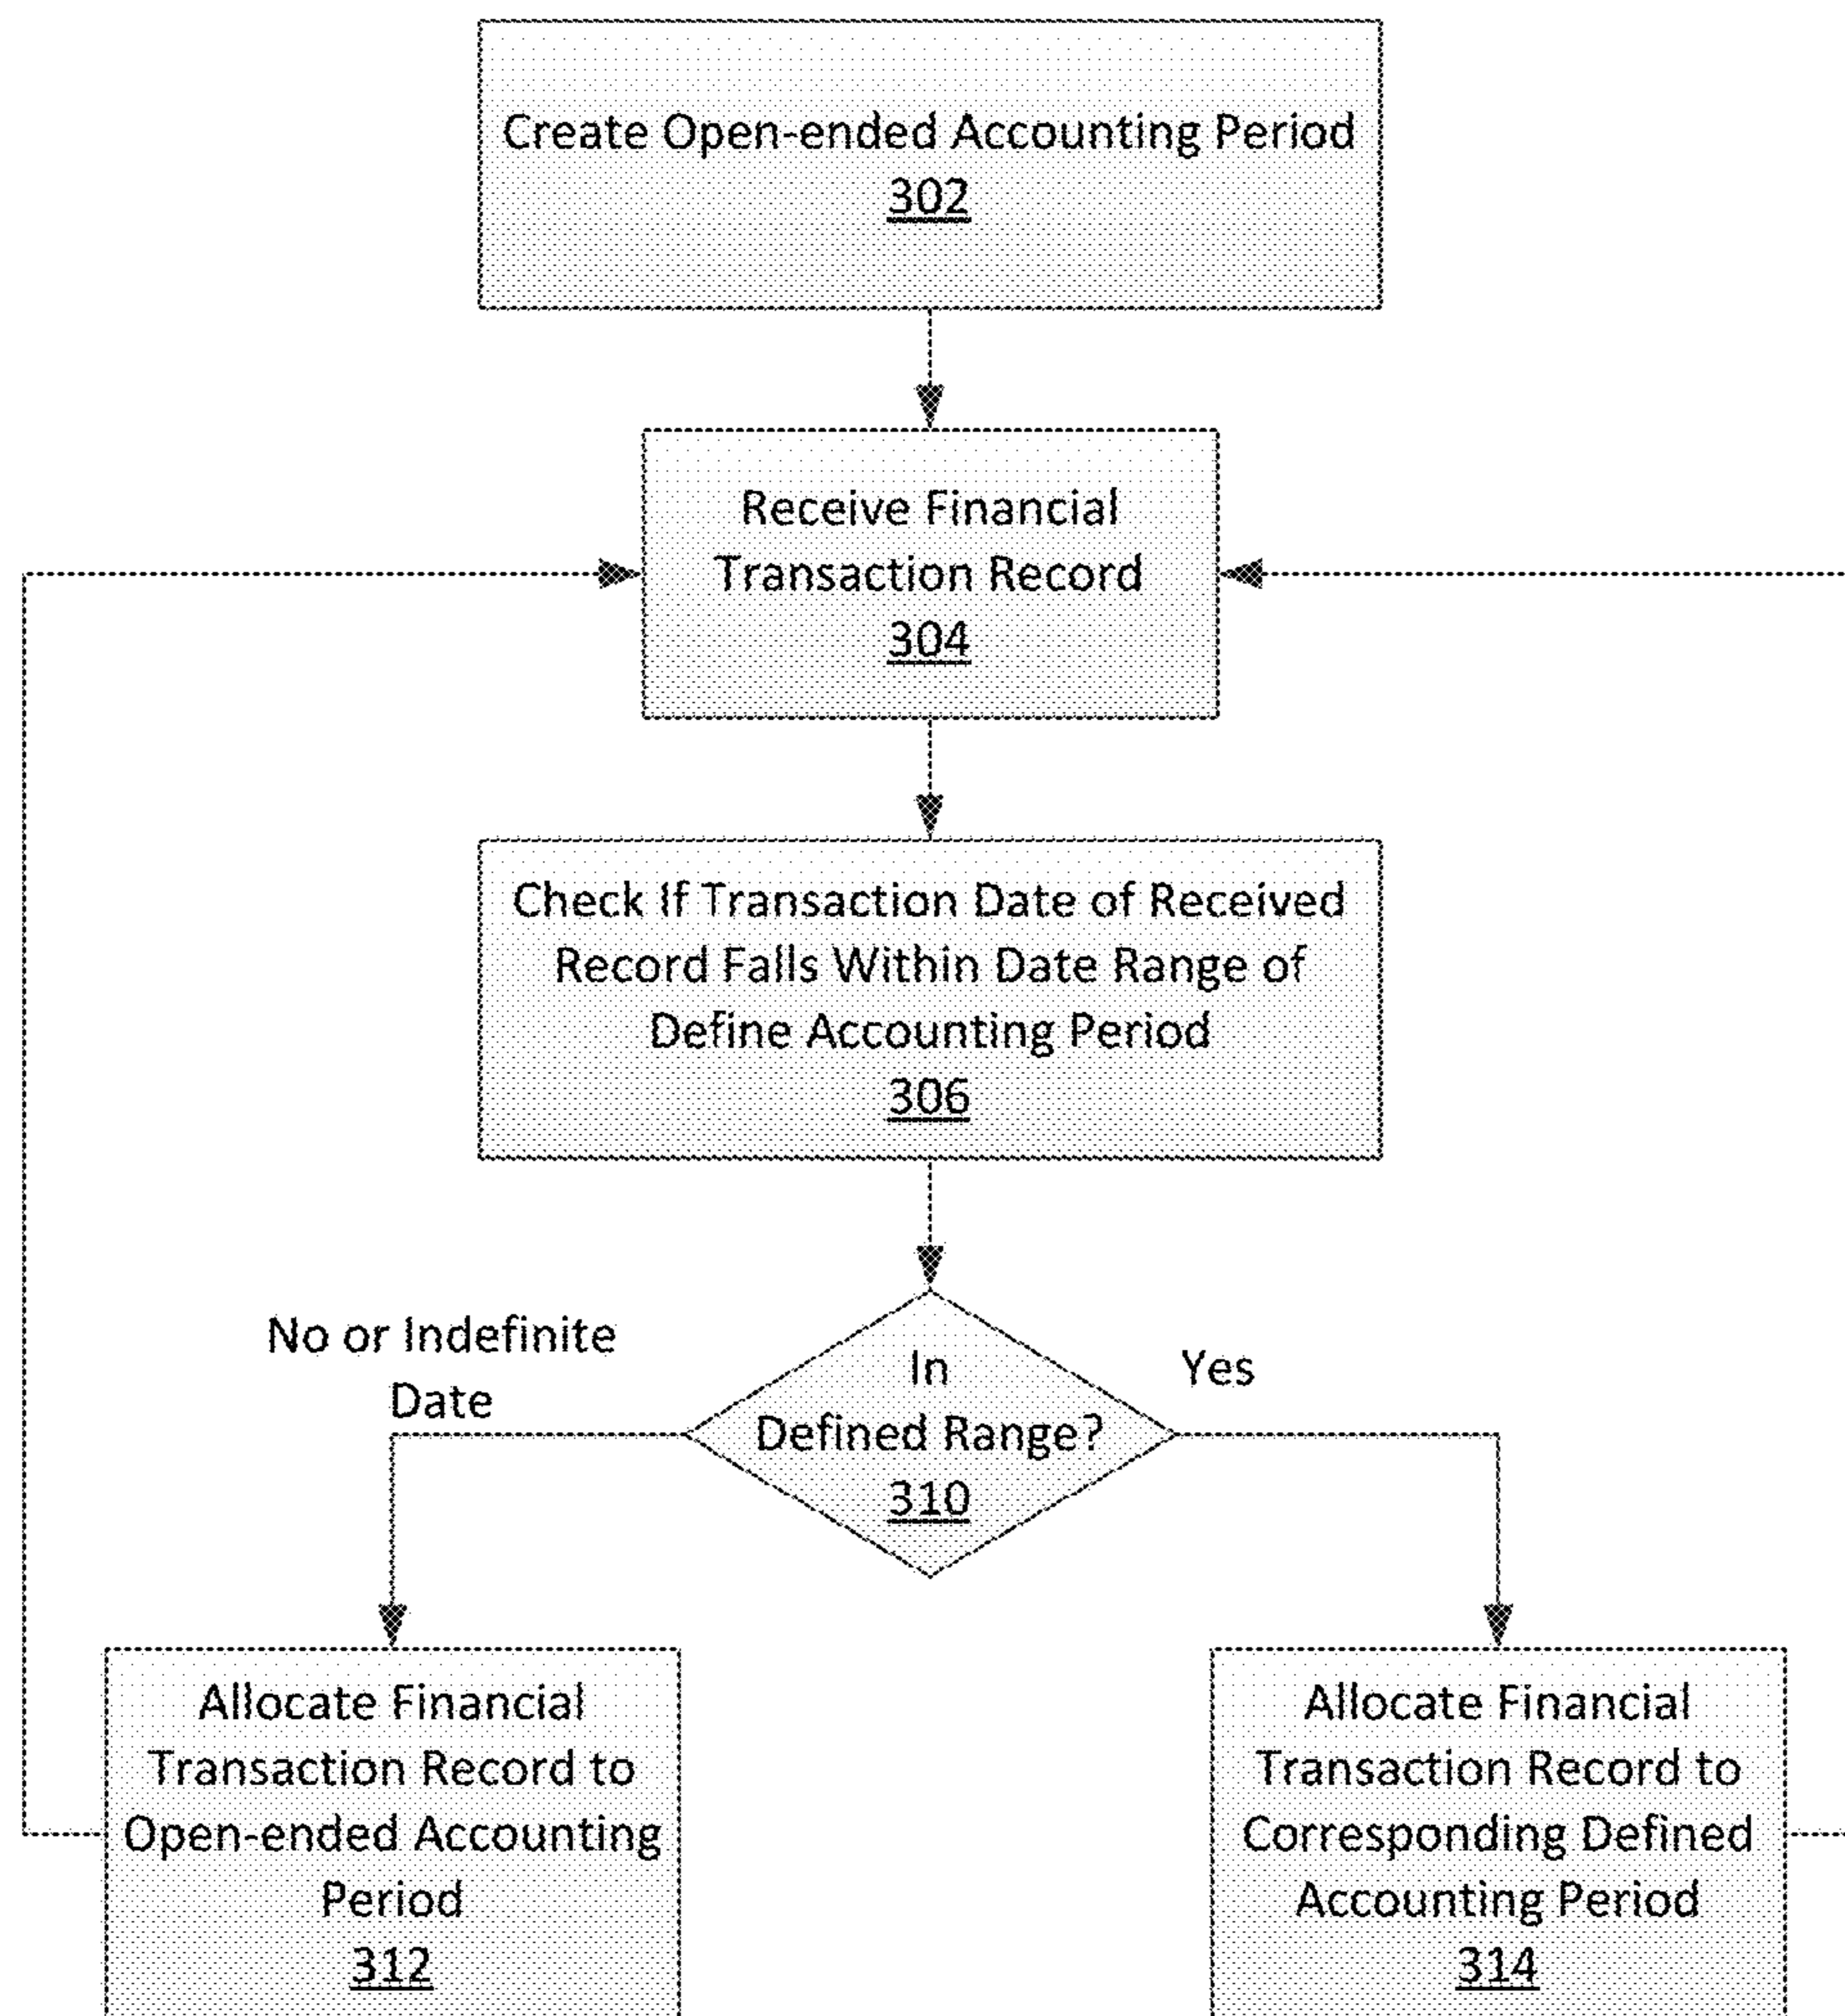 Create Open-ended Accounting Period
302
Receive Financial
Transaction Record
304
Check If Transaction Date of Received
Record Falls Within Date Range of
Define Accounting Period
306
No or Indefinite
Date
In
Defined Range?
310
Yes
Allocate Financial
Transaction Record to
Open-ended Accounting
Period
312
Allocate Financial
Transaction Record to
Corresponding Defined
Accounting Period
314